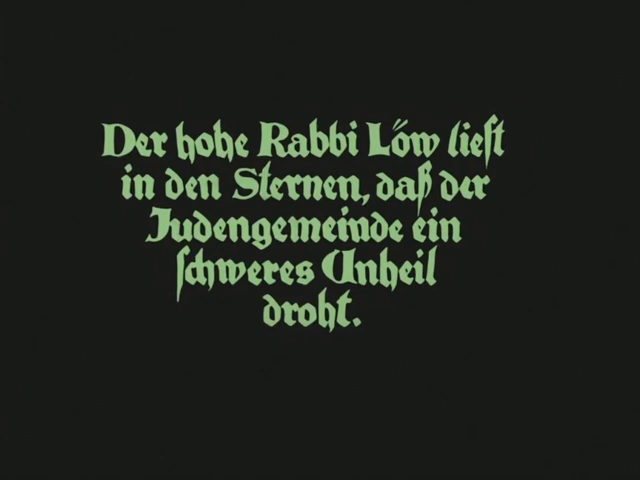 Der hohe Rabbi Löw lieſt
in den Sternen, daß der
Judengemeinde ein
ſchweres Unheil
droht.